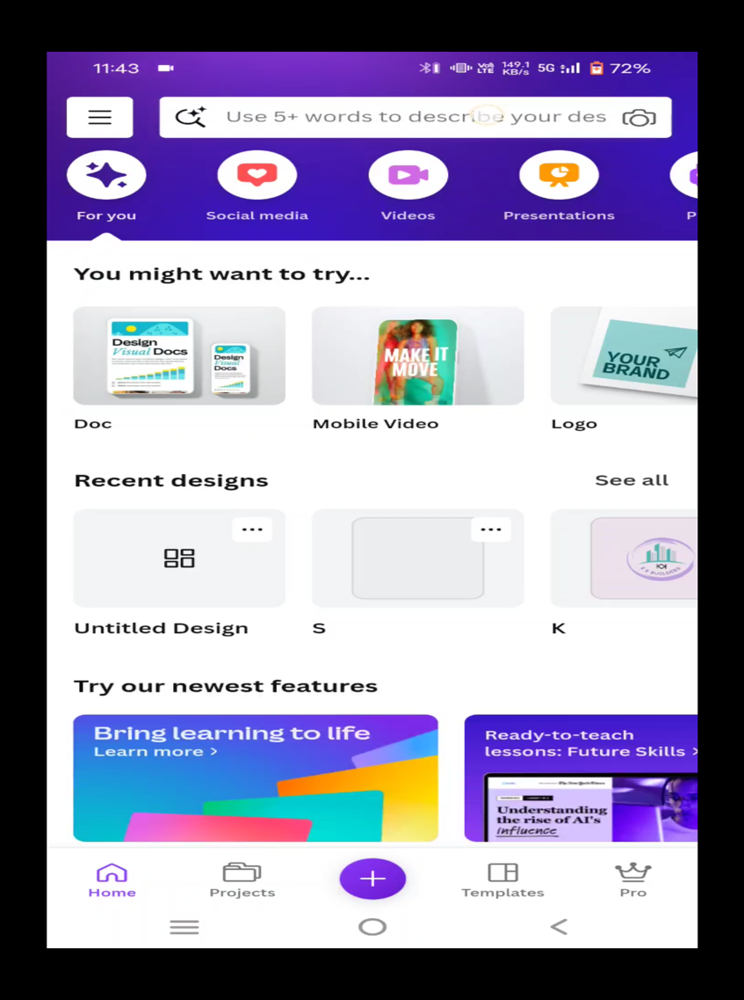 11:43
Vo)) LTE 149.1 KB/s 5G 72%
Use 5+ words to describe your des
For you
Social media
Videos
Presentations
P
You might want to try...
Design
Visual Docs
Design
Visual
Docs
MAKE IT
MOVE
YOUR
BRAND
Doc
Mobile Video
Logo
Recent designs
See all
K K BUILDERS
Untitled Design
S
K
Try our newest features
Bring learning to life
Learn more >
Ready-to-teach
lessons: Future Skills >
The New York Times
Understanding
the rise of AI's
influence
Home
Projects
Templates
Pro